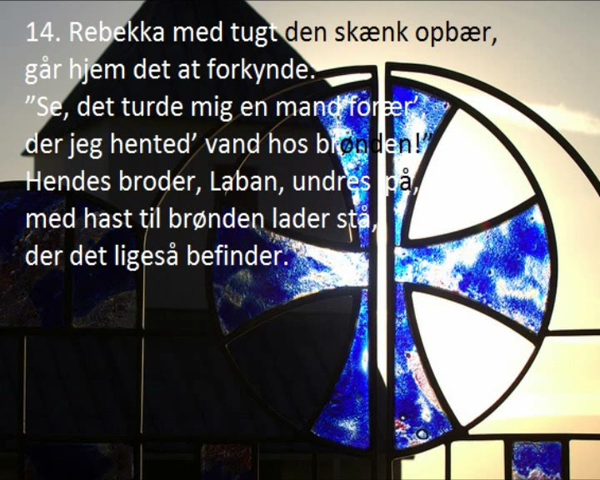 14. Rebekka med tugt den skænk opbær,
går hjem det at forkynde.
”Se, det turde mig en mand forær’
der jeg hented’ vand hos brønden!”
Hendes broder, Laban, undres på,
med hast til brønden lader stå,
der det ligeså befinder.